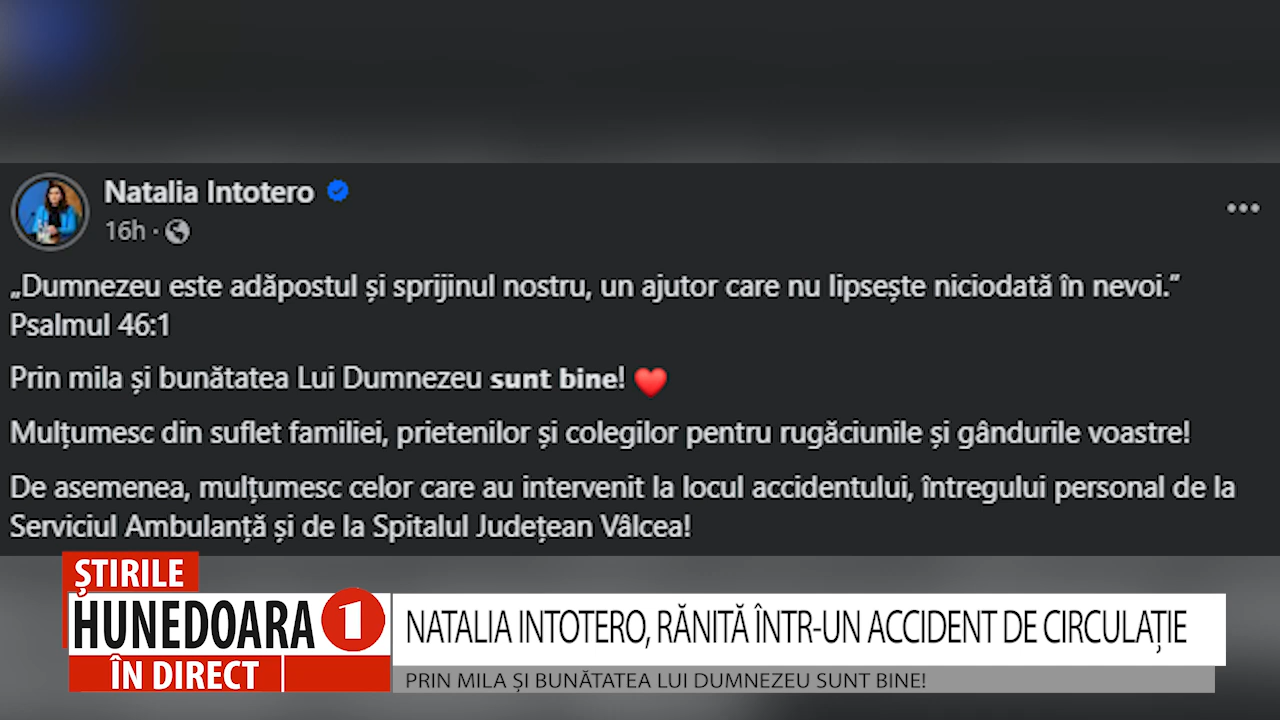 Natalia Intotero
16h ·
„Dumnezeu este adăpostul și sprijinul nostru, un ajutor care nu lipsește niciodată în nevoi.”
Psalmul 46:1
Prin mila și bunătatea Lui Dumnezeu sunt bine! ❤️
Mulțumesc din suflet familiei, prietenilor și colegilor pentru rugăciunile și gândurile voastre!
De asemenea, mulțumesc celor care au intervenit la locul accidentului, întregului personal de la
Serviciul Ambulanță și de la Spitalul Județean Vâlcea!
ȘTIRILE
HUNEDOARA 1
ÎN DIRECT
NATALIA INTOTERO, RĂNITĂ ÎNTR-UN ACCIDENT DE CIRCULAȚIE
PRIN MILA ȘI BUNĂTATEA LUI DUMNEZEU SUNT BINE!